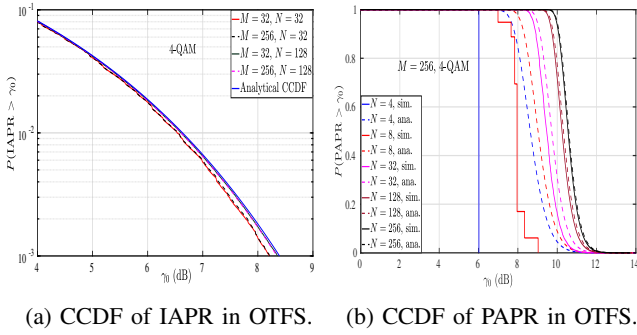 4-QAM
M = 32, N = 32
M = 256, N = 32
M = 32, N = 128
M = 256, N = 128
Analytical CCDF
10⁻¹
10⁻²
10⁻³
P(IAPR > γ₀)
4 5 6 7 8 9
γ₀ (dB)
M = 256, 4-QAM
N = 4, sim.
N = 4, ana.
N = 8, sim.
N = 8, ana.
N = 32, sim.
N = 32, ana.
N = 128, sim.
N = 128, ana.
N = 256, sim.
N = 256, ana.
1
0.8
0.6
0.4
0.2
0
P(PAPR > γ₀)
0 2 4 6 8 10 12 14
γ₀ (dB)
(a) CCDF of IAPR in OTFS.
(b) CCDF of PAPR in OTFS.